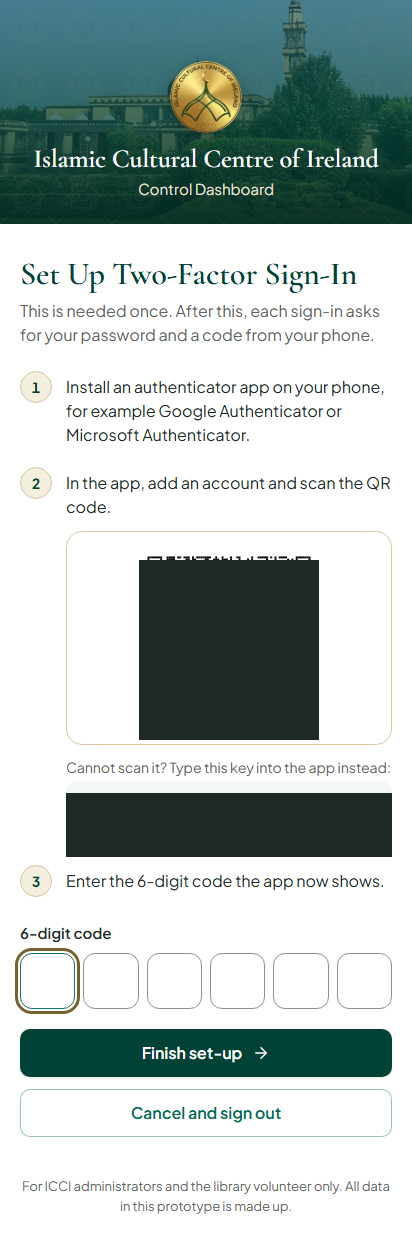 ISLAMIC CULTURAL CENTRE OF IRELAND
Islamic Cultural Centre of Ireland
Control Dashboard
Set Up Two-Factor Sign-In
This is needed once. After this, each sign-in asks
for your password and a code from your phone.
1
Install an authenticator app on your phone,
for example Google Authenticator or
Microsoft Authenticator.
2
In the app, add an account and scan the QR
code.
Cannot scan it? Type this key into the app instead:
3
Enter the 6-digit code the app now shows.
6-digit code
Finish set-up →
Cancel and sign out
For ICCI administrators and the library volunteer only. All data
in this prototype is made up.